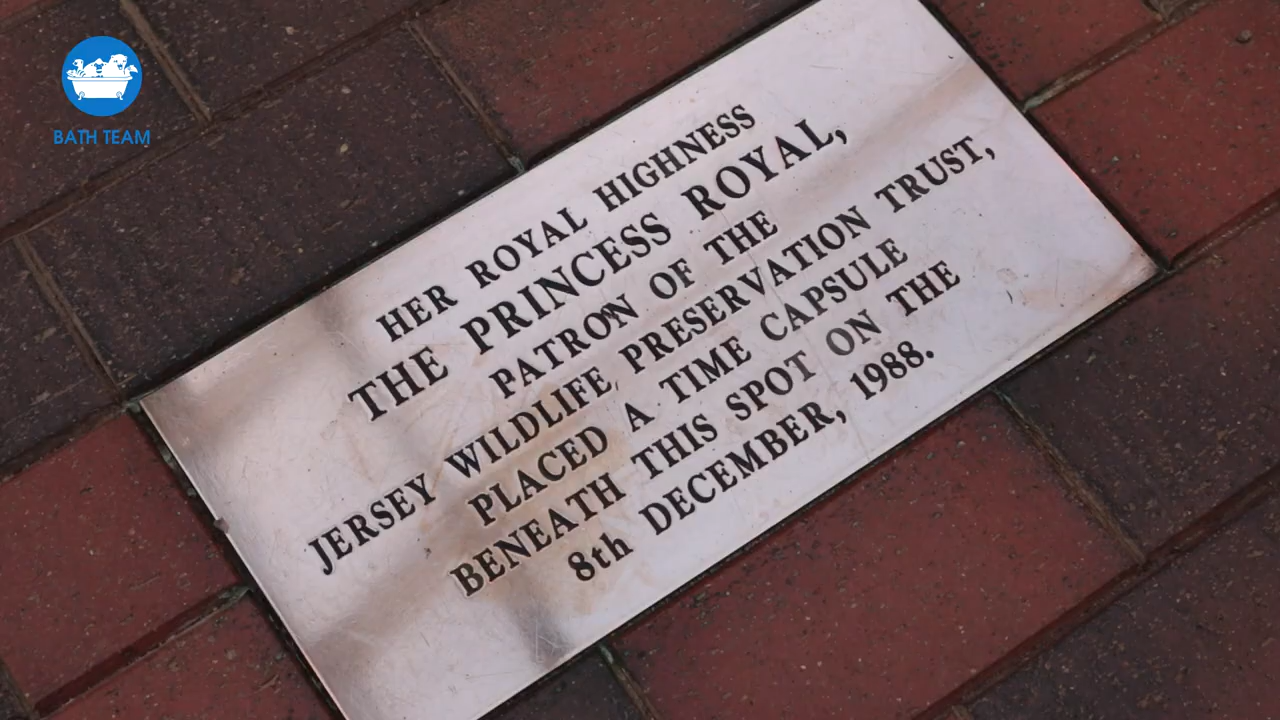 BATH TEAM
HER ROYAL HIGHNESS
THE PRINCESS ROYAL,
PATRON OF THE
JERSEY WILDLIFE PRESERVATION TRUST,
PLACED A TIME CAPSULE
BENEATH THIS SPOT ON THE
8th DECEMBER, 1988.